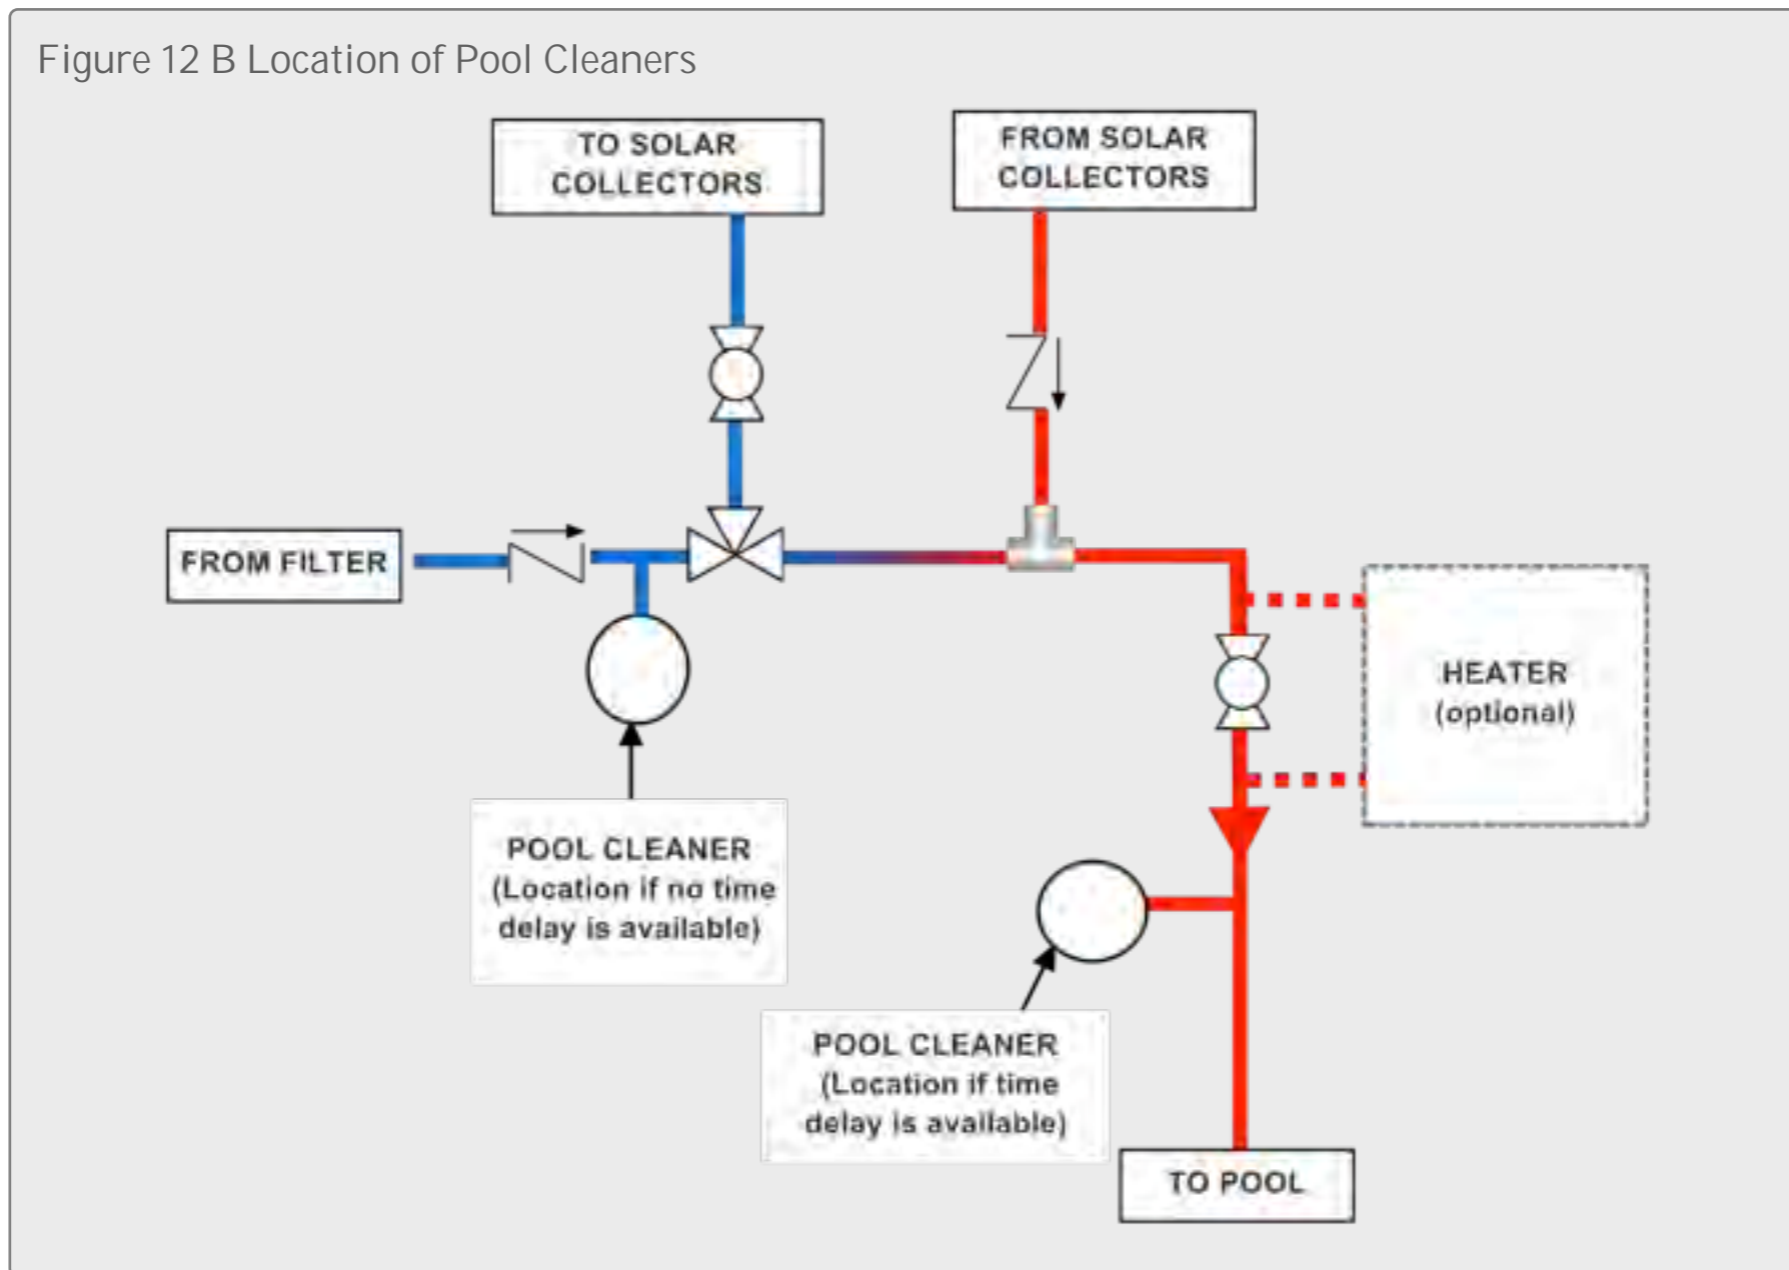 Figure 12 B Location of Pool Cleaners
TO SOLAR
COLLECTORS
FROM SOLAR
COLLECTORS
FROM FILTER
HEATER
(optional)
POOL CLEANER
(Location if no time
delay is available)
POOL CLEANER
(Location if time
delay is available)
TO POOL